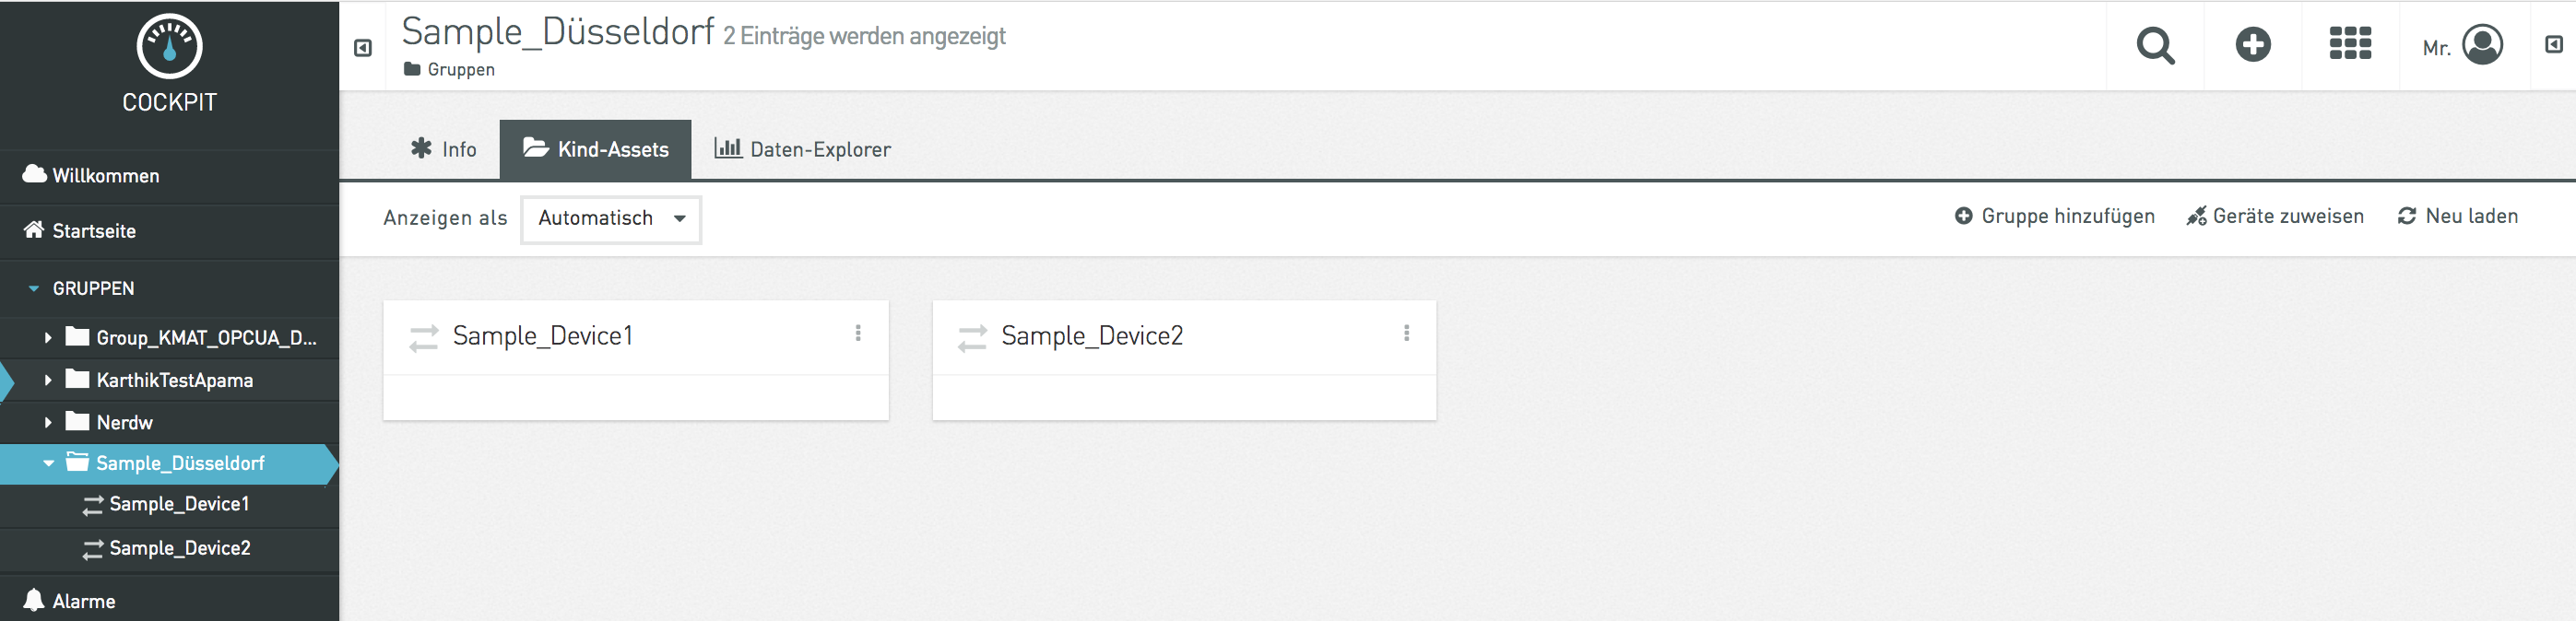 COCKPIT
Willkommen
Startseite
GRUPPEN
Group_KMAT_OPCUA_D...
KarthikTestApama
Nerdw
Sample_Düsseldorf
Sample_Device1
Sample_Device2
Alarme
Sample_Düsseldorf 2 Einträge werden angezeigt
Gruppen
Mr.
Info Kind-Assets Daten-Explorer
Anzeigen als Automatisch Gruppe hinzufügen Geräte zuweisen Neu laden
Sample_Device1 Sample_Device2